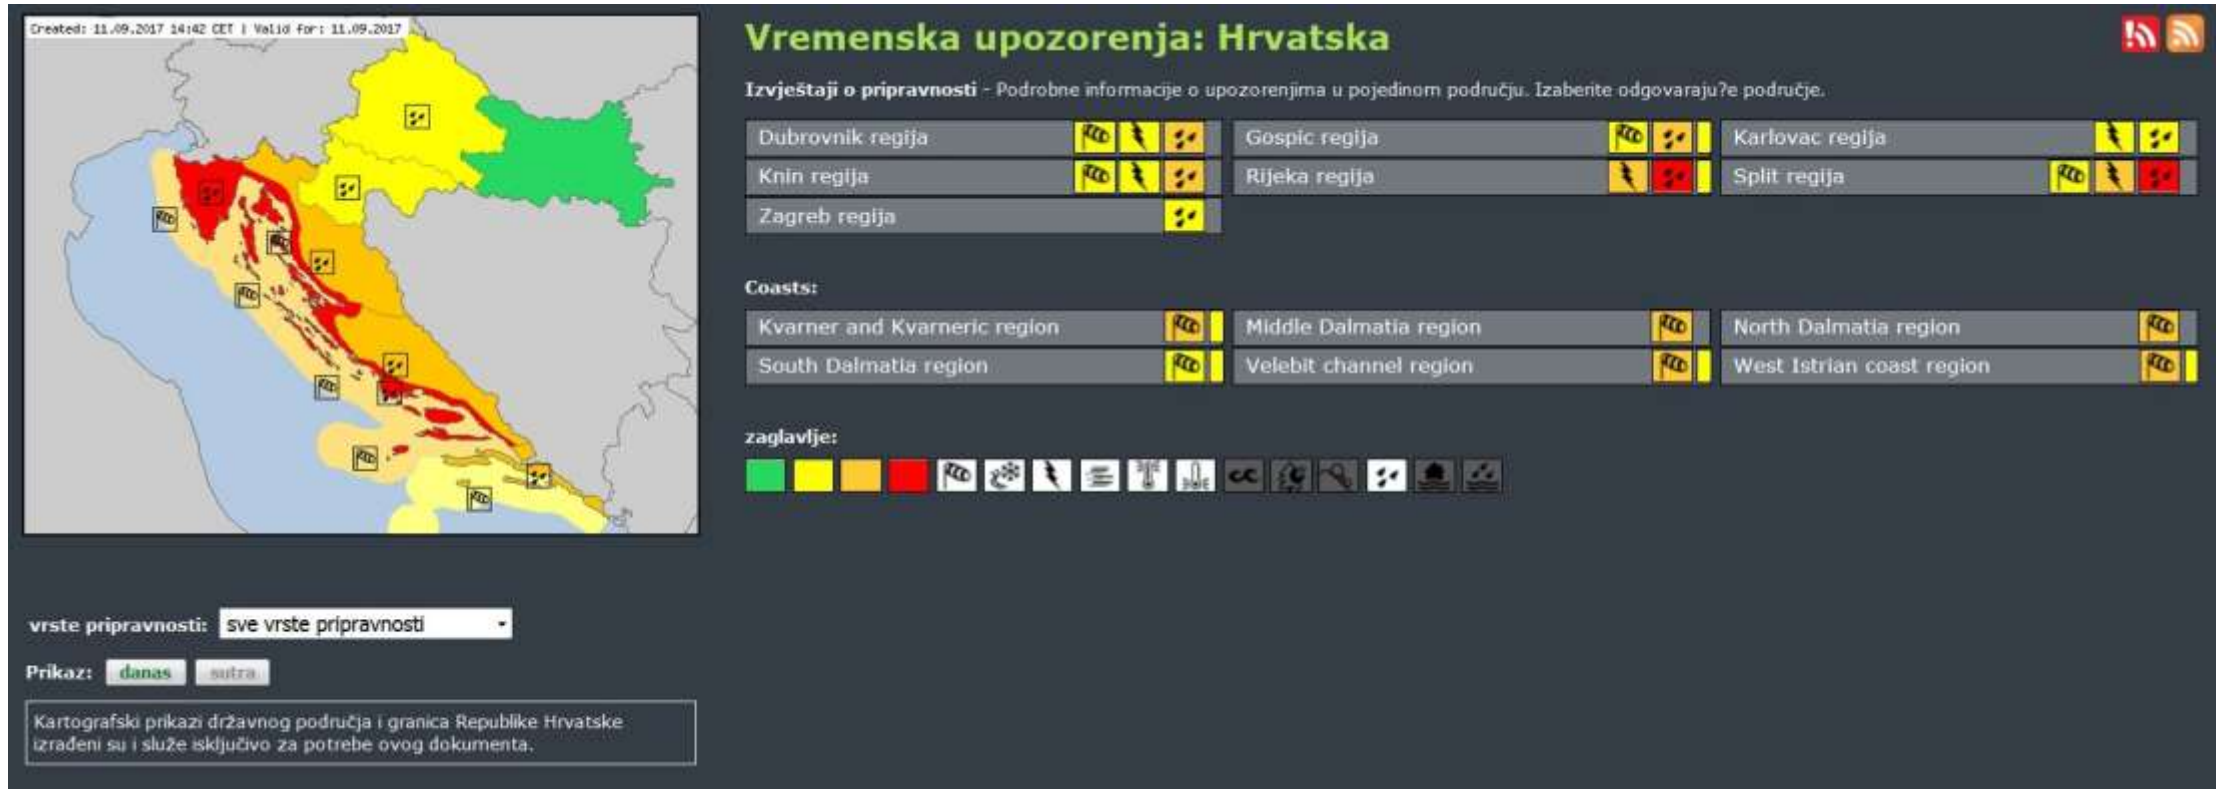 Created: 11.09.2017 14:42 CET | Valid for: 11.09.2017
Vremenska upozorenja: Hrvatska
Izvještaji o pripravnosti - Podrobne informacije o upozorenjima u pojedinom području. Izaberite odgovaraju?e područje.
Dubrovnik regija
Gospic regija
Karlovac regija
Knin regija
Rijeka regija
Split regija
Zagreb regija
Coasts:
Kvarner and Kvarneric region
Middle Dalmatia region
North Dalmatia region
South Dalmatia region
Velebit channel region
West Istrian coast region
zaglavlje:
vrste pripravnosti: sve vrste pripravnosti
Prikaz: danas sutra
Kartografski prikazi državnog područja i granica Republike Hrvatske
izrađeni su i služe isključivo za potrebe ovog dokumenta.